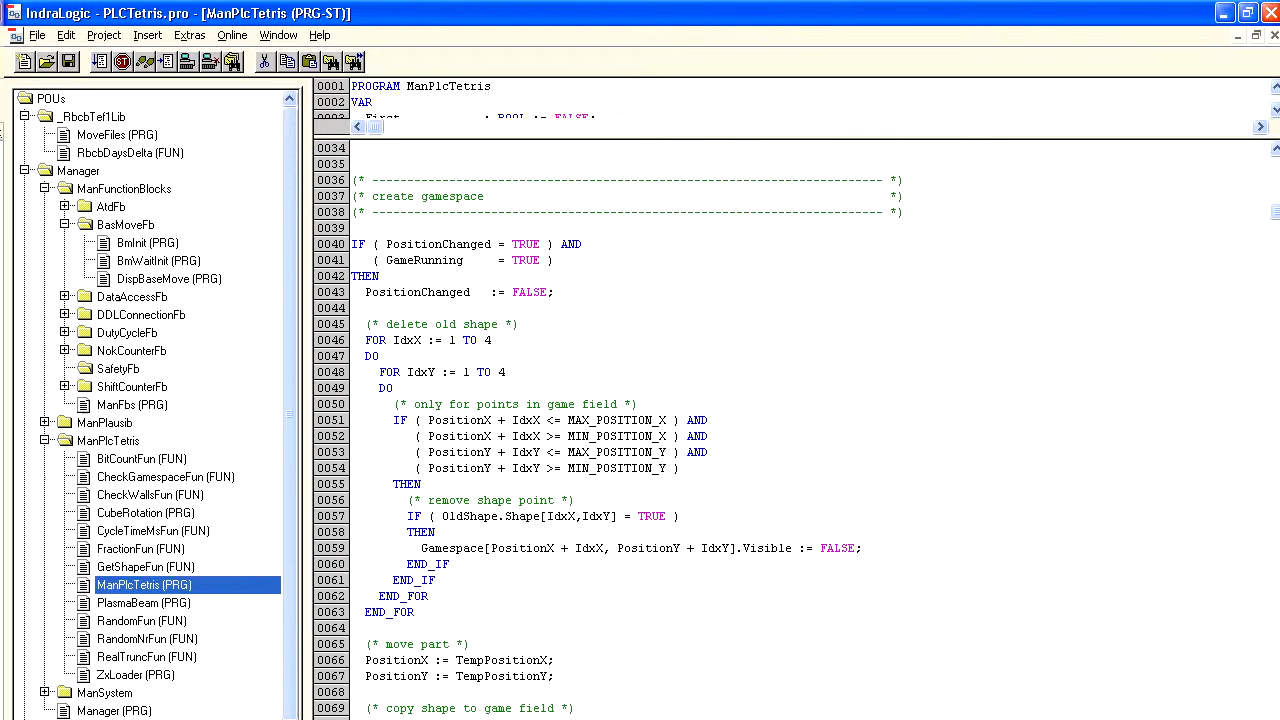 IndraLogic - PLCTetris.pro - [ManPlcTetris (PRG-ST)]
File Edit Project Insert Extras Online Window Help
POUs
_RbcbTef1Lib
MoveFiles (PRG)
RbcbDaysDelta (FUN)
Manager
ManFunctionBlocks
AtdFb
BasMoveFb
BmInit (PRG)
BmWaitInit (PRG)
DispBaseMove (PRG)
DataAccessFb
DDLConnectionFb
DutyCycleFb
NokCounterFb
SafetyFb
ShiftCounterFb
ManFbs (PRG)
ManPlausib
ManPlcTetris
BitCountFun (FUN)
CheckGamespaceFun (FUN)
CheckWallsFun (FUN)
CubeRotation (PRG)
CycleTimeMsFun (FUN)
FractionFun (FUN)
GetShapeFun (FUN)
ManPlcTetris (PRG)
PlasmaBeam (PRG)
RandomFun (FUN)
RandomNrFun (FUN)
RealTruncFun (FUN)
ZxLoader (PRG)
ManSystem
Manager (PRG)
0001 PROGRAM ManPlcTetris
0002 VAR
0003 First : BOOL := FALSE;
0034
0035
0036 (* ------------------------------------------------------------------------- *)
0037 (* create gamespace *)
0038 (* ------------------------------------------------------------------------- *)
0039
0040 IF ( PositionChanged = TRUE ) AND
0041 ( GameRunning = TRUE )
0042 THEN
0043 PositionChanged := FALSE;
0044
0045 (* delete old shape *)
0046 FOR IdxX := 1 TO 4
0047 DO
0048 FOR IdxY := 1 TO 4
0049 DO
0050 (* only for points in game field *)
0051 IF ( PositionX + IdxX <= MAX_POSITION_X ) AND
0052 ( PositionX + IdxX >= MIN_POSITION_X ) AND
0053 ( PositionY + IdxY <= MAX_POSITION_Y ) AND
0054 ( PositionY + IdxY >= MIN_POSITION_Y )
0055 THEN
0056 (* remove shape point *)
0057 IF ( OldShape.Shape[IdxX,IdxY] = TRUE )
0058 THEN
0059 Gamespace[PositionX + IdxX, PositionY + IdxY].Visible := FALSE;
0060 END_IF
0061 END_IF
0062 END_FOR
0063 END_FOR
0064
0065 (* move part *)
0066 PositionX := TempPositionX;
0067 PositionY := TempPositionY;
0068
0069 (* copy shape to game field *)